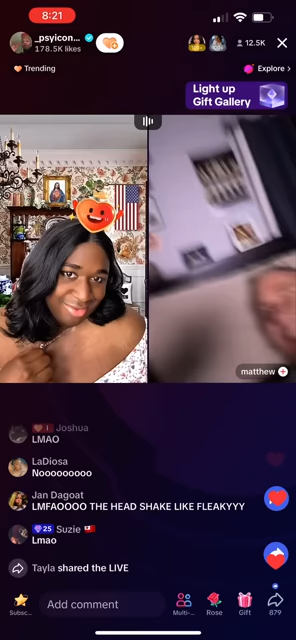 8:21
_psyicon...
178.5K likes
12.5K
Trending
Explore >
Light up
Gift Gallery
matthew
1 Joshua
LMAO
LaDiosa
Nooooooooo
Jan Dagoat
LMFAOOOO THE HEAD SHAKE LIKE FLEAKYYY
25 Suzie
Lmao
Tayla shared the LIVE
Subsc...
Add comment
Multi-...
Rose
Gift
879